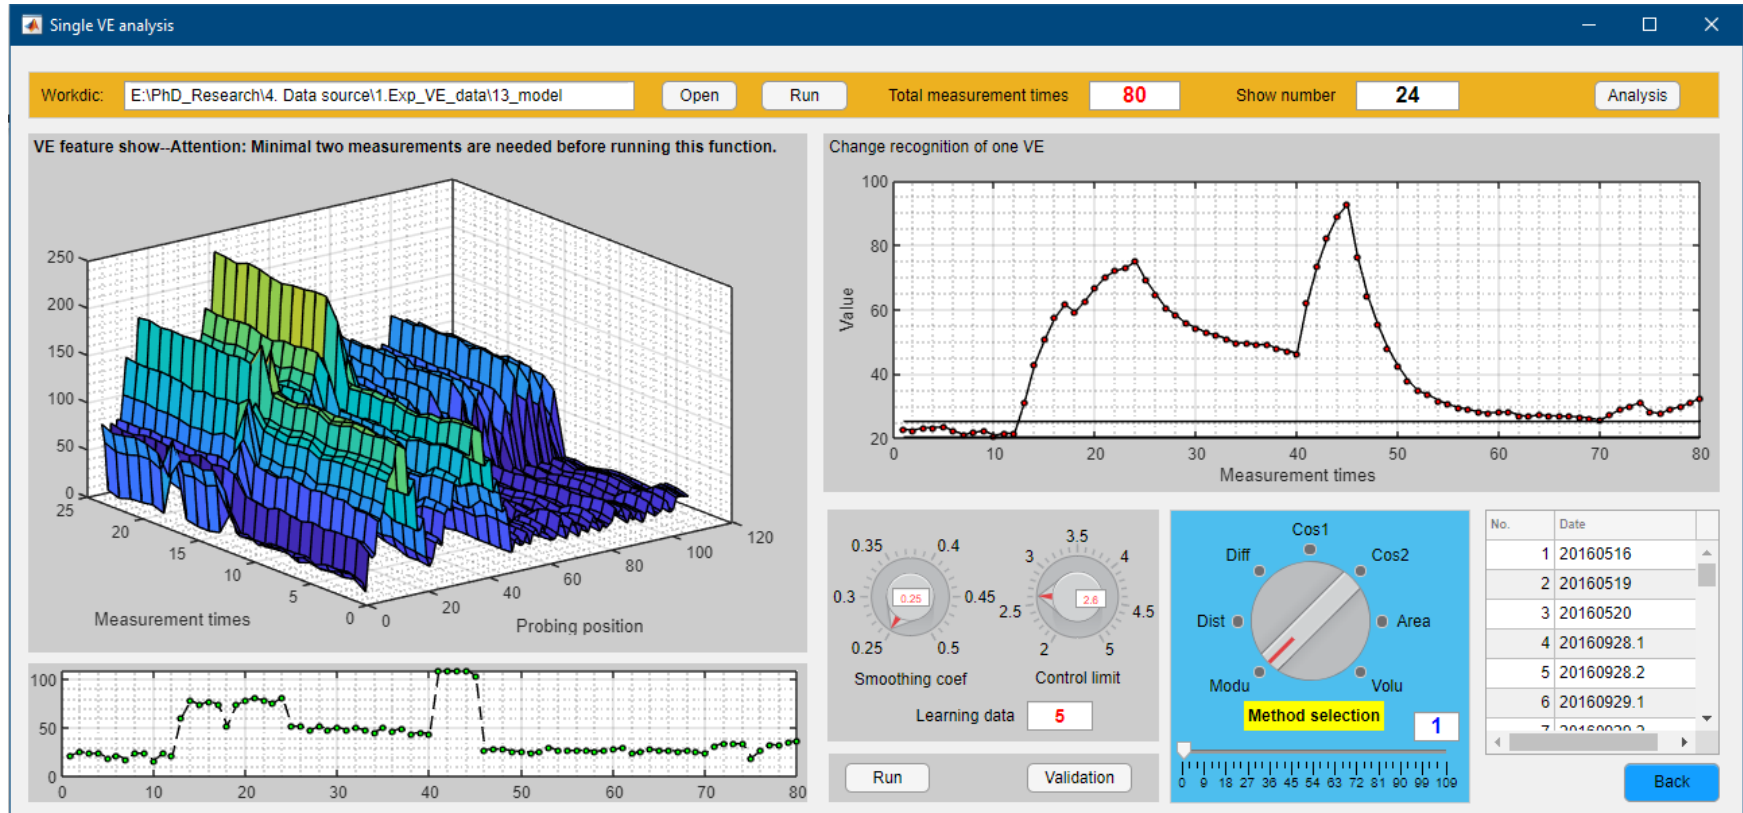 Single VE analysis
Workdic: E:\PhD_Research\4. Data source\1.Exp_VE_data\13_model Open Run Total measurement times 80 Show number 24 Analysis
VE feature show--Attention: Minimal two measurements are needed before running this function.
250
200
150
100
50
0
25
20
15
10
5
0
0
20
40
60
80
100
120
Measurement times
Probing position
Change recognition of one VE
100
80
60
40
20
0 10 20 30 40 50 60 70 80
Value
Measurement times
100
50
0
0 10 20 30 40 50 60 70 80
0.35 0.4
0.3 0.25 0.45
0.25 0.5
Smoothing coef
3.5
3 4
2.5 2.6 4.5
2 5
Control limit
Learning data 5
Run Validation
Cos1
Diff Cos2
Dist Area
Modu Volu
Method selection 1
0 9 18 27 36 45 54 63 72 81 90 99 109
No. Date
1 20160516
2 20160519
3 20160520
4 20160928.1
5 20160928.2
6 20160929.1
Back